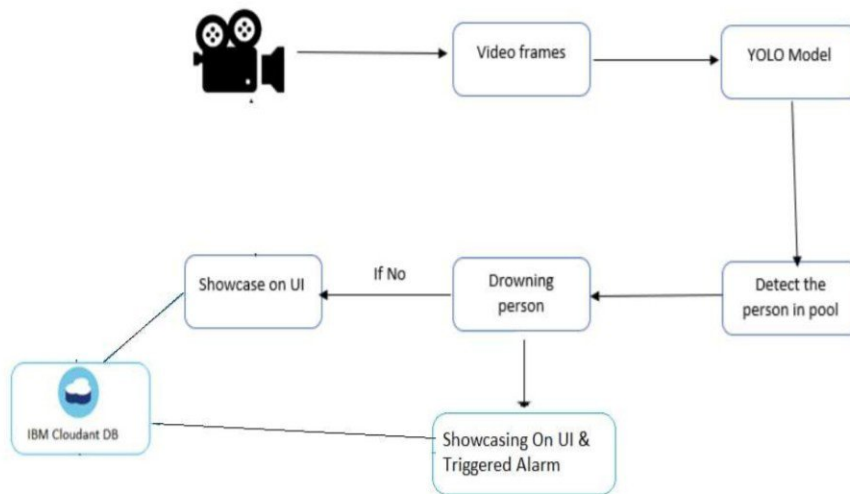 Video frames
YOLO Model
Showcase on UI
If No
Drowning
person
Detect the
person in pool
IBM Cloudant DB
Showcasing On UI &
Triggered Alarm